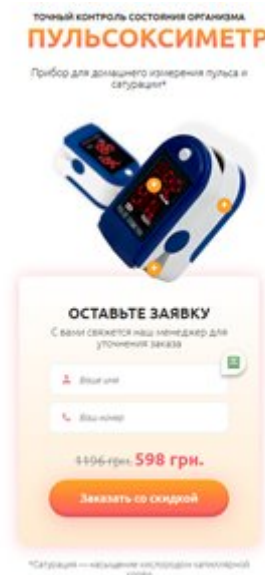 ТОЧНЫЙ КОНТРОЛЬ СОСТОЯНИЯ ОРГАНИЗМА
ПУЛЬСОКСИМЕТР
Прибор для домашнего измерения пульса и
сатурации*
ОСТАВЬТЕ ЗАЯВКУ
С вами свяжется наш менеджер для
уточнения заказа
Ваше имя
Ваш номер
1196 грн. 598 грн.
Заказать со скидкой
*Сатурация — насыщение кислородом капиллярной
крови